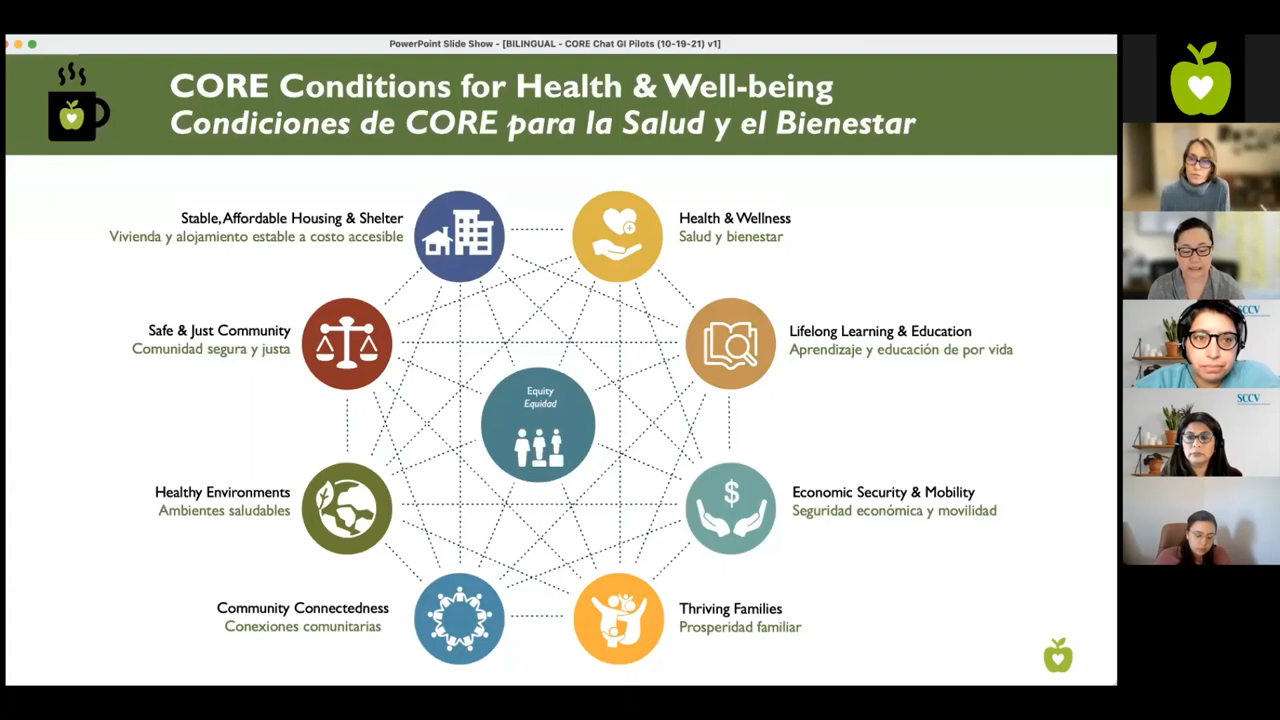 PowerPoint Slide Show - [BILINGUAL - CORE Chat GI Pilots (10-19-21) v1]
CORE Conditions for Health & Well-being
Condiciones de CORE para la Salud y el Bienestar
Stable, Affordable Housing & Shelter
Vivienda y alojamiento estable a costo accesible
Health & Wellness
Salud y bienestar
Safe & Just Community
Comunidad segura y justa
Lifelong Learning & Education
Aprendizaje y educación de por vida
Equity
Equidad
Healthy Environments
Ambientes saludables
$
Economic Security & Mobility
Seguridad económica y movilidad
Community Connectedness
Conexiones comunitarias
Thriving Families
Prosperidad familiar
SCCV
SCCV